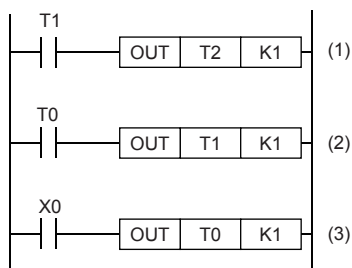 T1
OUT T2 K1 (1)
T0
OUT T1 K1 (2)
X0
OUT T0 K1 (3)